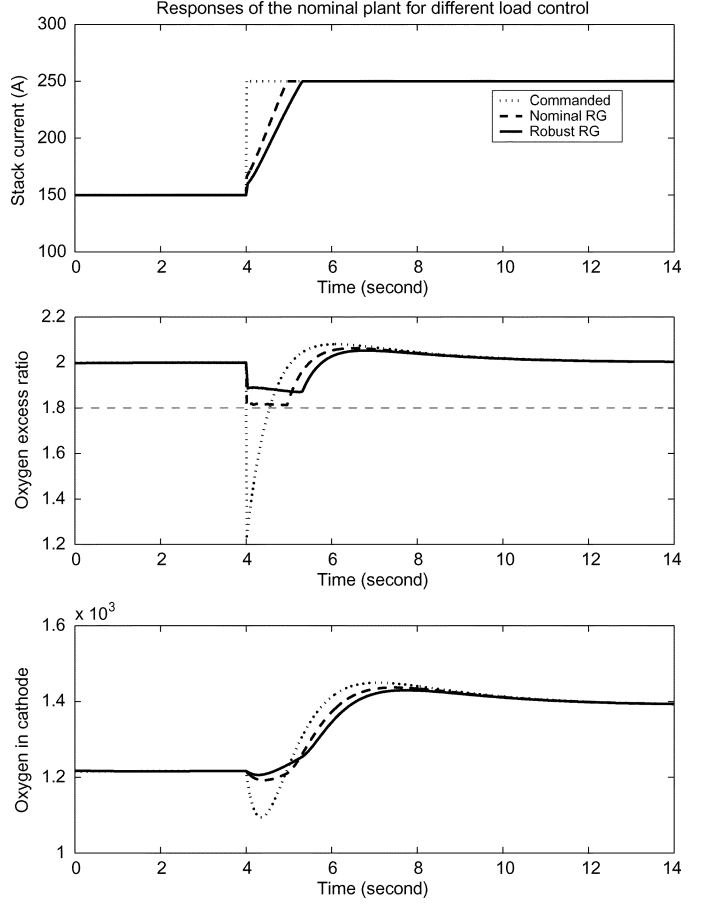 Responses of the nominal plant for different load control
300
250
200
150
100
Stack current (A)
Commanded
Nominal RG
Robust RG
0 2 4 6 8 10 12 14
Time (second)
2.2
2
1.8
1.6
1.4
1.2
Oxygen excess ratio
0 2 4 6 8 10 12 14
Time (second)
x 10³
1.6
1.4
1.2
1
Oxygen in cathode
0 2 4 6 8 10 12 14
Time (second)